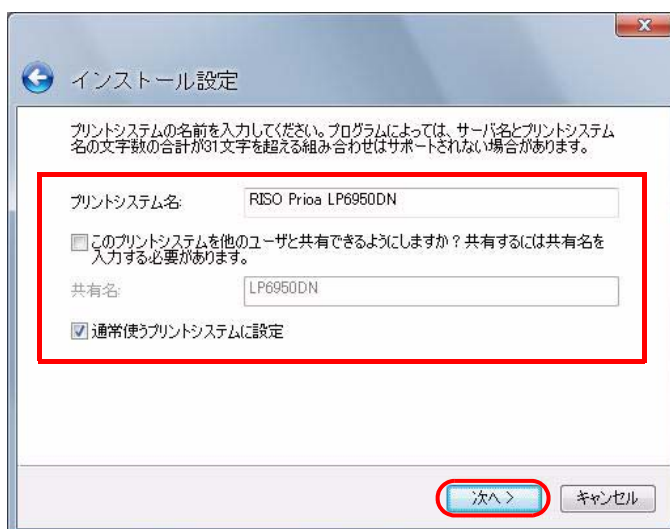 インストール設定
プリントシステムの名前を入力してください。プログラムによっては、サーバ名とプリントシステム
名の文字数の合計が31文字を超える組み合わせはサポートされない場合があります。
プリントシステム名: RISO Prioa LP6950DN
このプリントシステムを他のユーザと共有できるようにしますか？共有するには共有名を
入力する必要があります。
共有名: LP6950DN
通常使うプリントシステムに設定
次へ > キャンセル